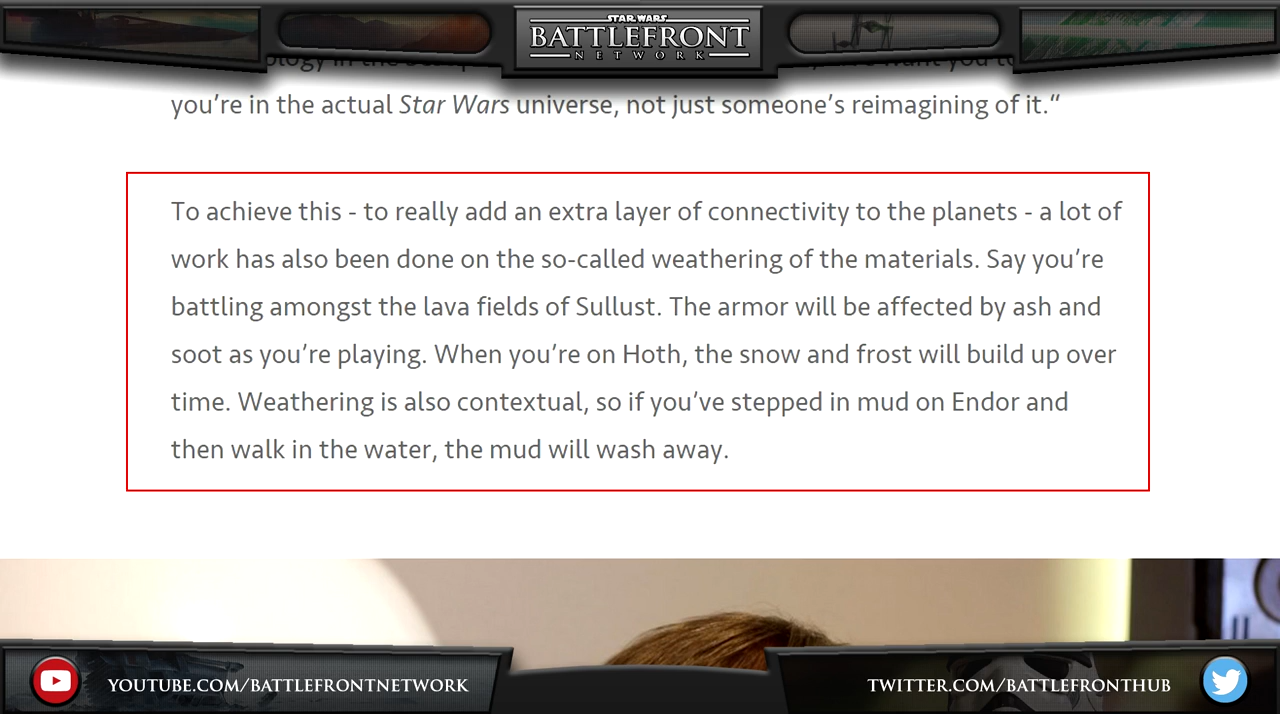 STAR WARS
BATTLEFRONT
NETWORK
you’re in the actual Star Wars universe, not just someone’s reimagining of it.“
To achieve this - to really add an extra layer of connectivity to the planets - a lot of
work has also been done on the so-called weathering of the materials. Say you’re
battling amongst the lava fields of Sullust. The armor will be affected by ash and
soot as you’re playing. When you’re on Hoth, the snow and frost will build up over
time. Weathering is also contextual, so if you’ve stepped in mud on Endor and
then walk in the water, the mud will wash away.
YOUTUBE.COM/BATTLEFRONTNETWORK
TWITTER.COM/BATTLEFRONTHUB